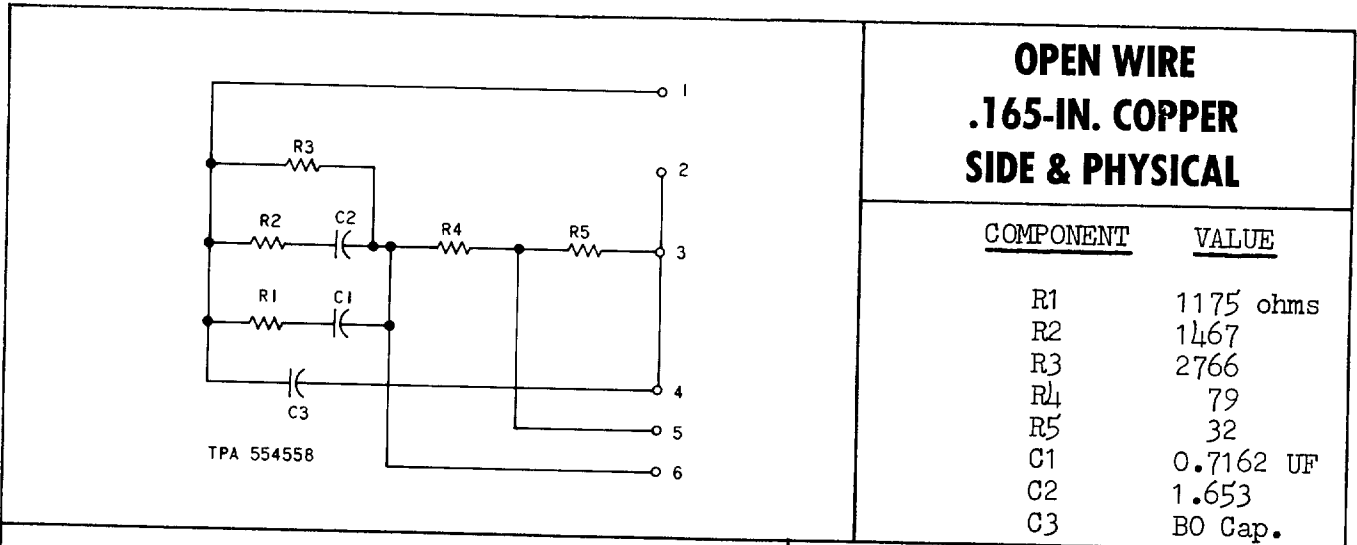 1
R3
2
R2 C2 R4 R5
3
R1 C1
4
C3
5
TPA 554558
6
OPEN WIRE
.165-IN. COPPER
SIDE & PHYSICAL
COMPONENT VALUE
R1 1175 ohms
R2 1467
R3 2766
R4 79
R5 32
C1 0.7162 UF
C2 1.653
C3 BO Cap.